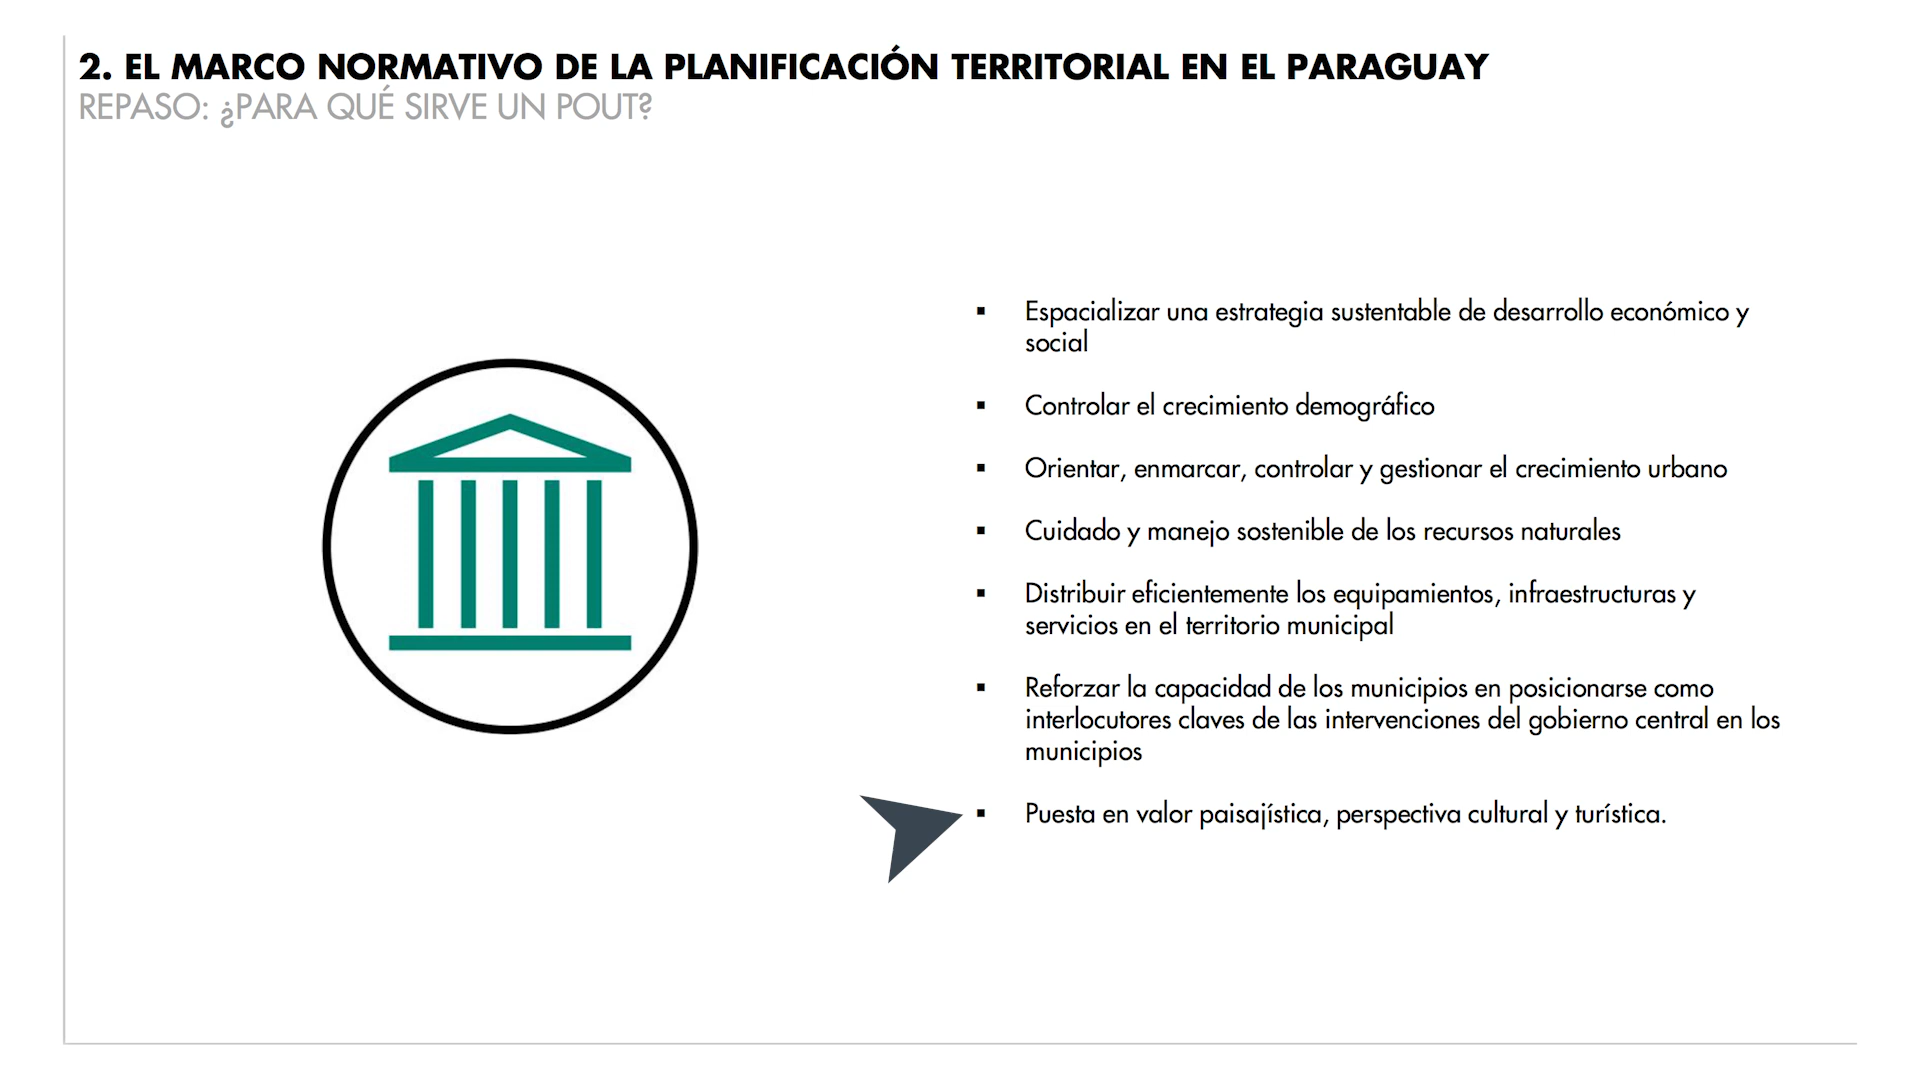 2. EL MARCO NORMATIVO DE LA PLANIFICACIÓN TERRITORIAL EN EL PARAGUAY
REPASO: ¿PARA QUÉ SIRVE UN POUT?
▪ Espacializar una estrategia sustentable de desarrollo económico y
social
▪ Controlar el crecimiento demográfico
▪ Orientar, enmarcar, controlar y gestionar el crecimiento urbano
▪ Cuidado y manejo sostenible de los recursos naturales
▪ Distribuir eficientemente los equipamientos, infraestructuras y
servicios en el territorio municipal
▪ Reforzar la capacidad de los municipios en posicionarse como
interlocutores claves de las intervenciones del gobierno central en los
municipios
▪ Puesta en valor paisajística, perspectiva cultural y turística.